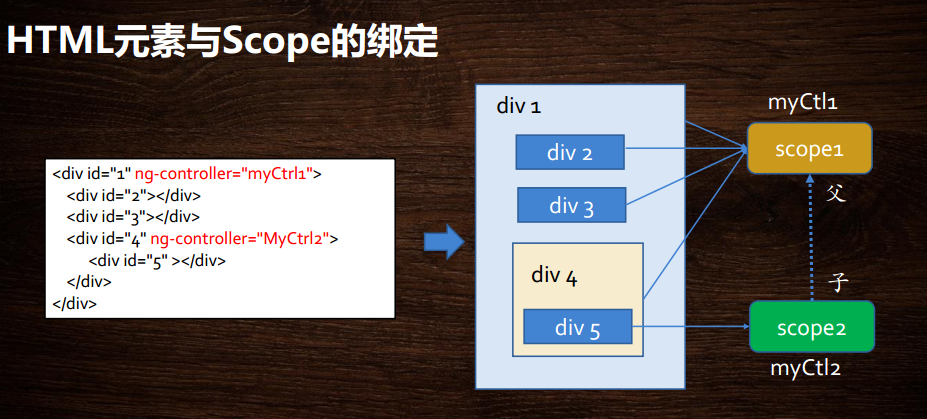 HTML元素与Scope的绑定
<div id="1" ng-controller="myCtrl1">
<div id="2"></div>
<div id="3"></div>
<div id="4" ng-controller="MyCtrl2">
<div id="5" ></div>
</div>
</div>
div 1
div 2
div 3
div 4
div 5
myCtl1
scope1
父
子
scope2
myCtl2